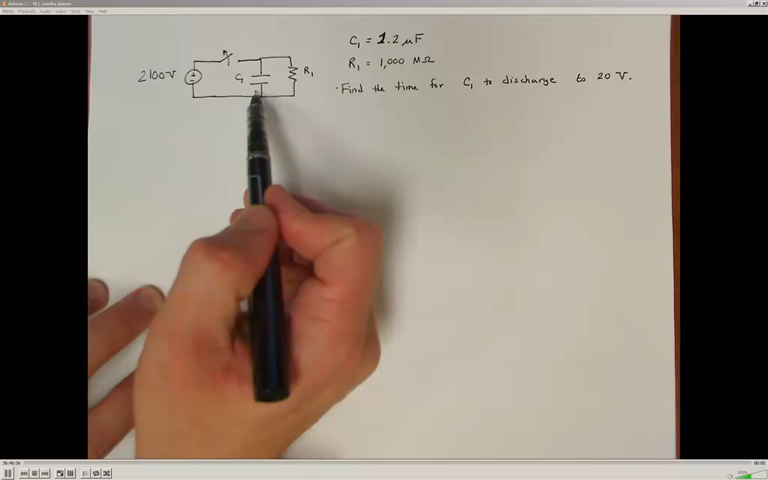 C₁ = 1.2 μF
R₁ = 1,000 MΩ
· Find the time for C₁ to discharge to 20 V.
2100V
C₁
R₁